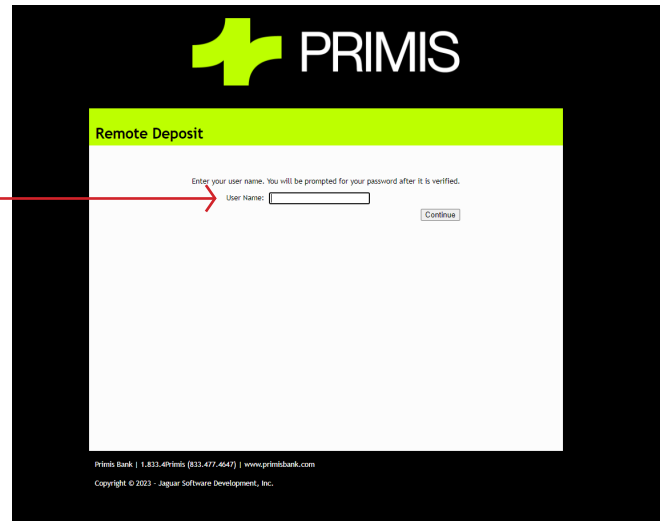 PRIMIS
Remote Deposit
Enter your user name. You will be prompted for your password after it is verified.
User Name:
Continue
Primis Bank | 1.833.4Primis (833.477.4647) | www.primisbank.com
Copyright © 2023 - Jaguar Software Development, Inc.